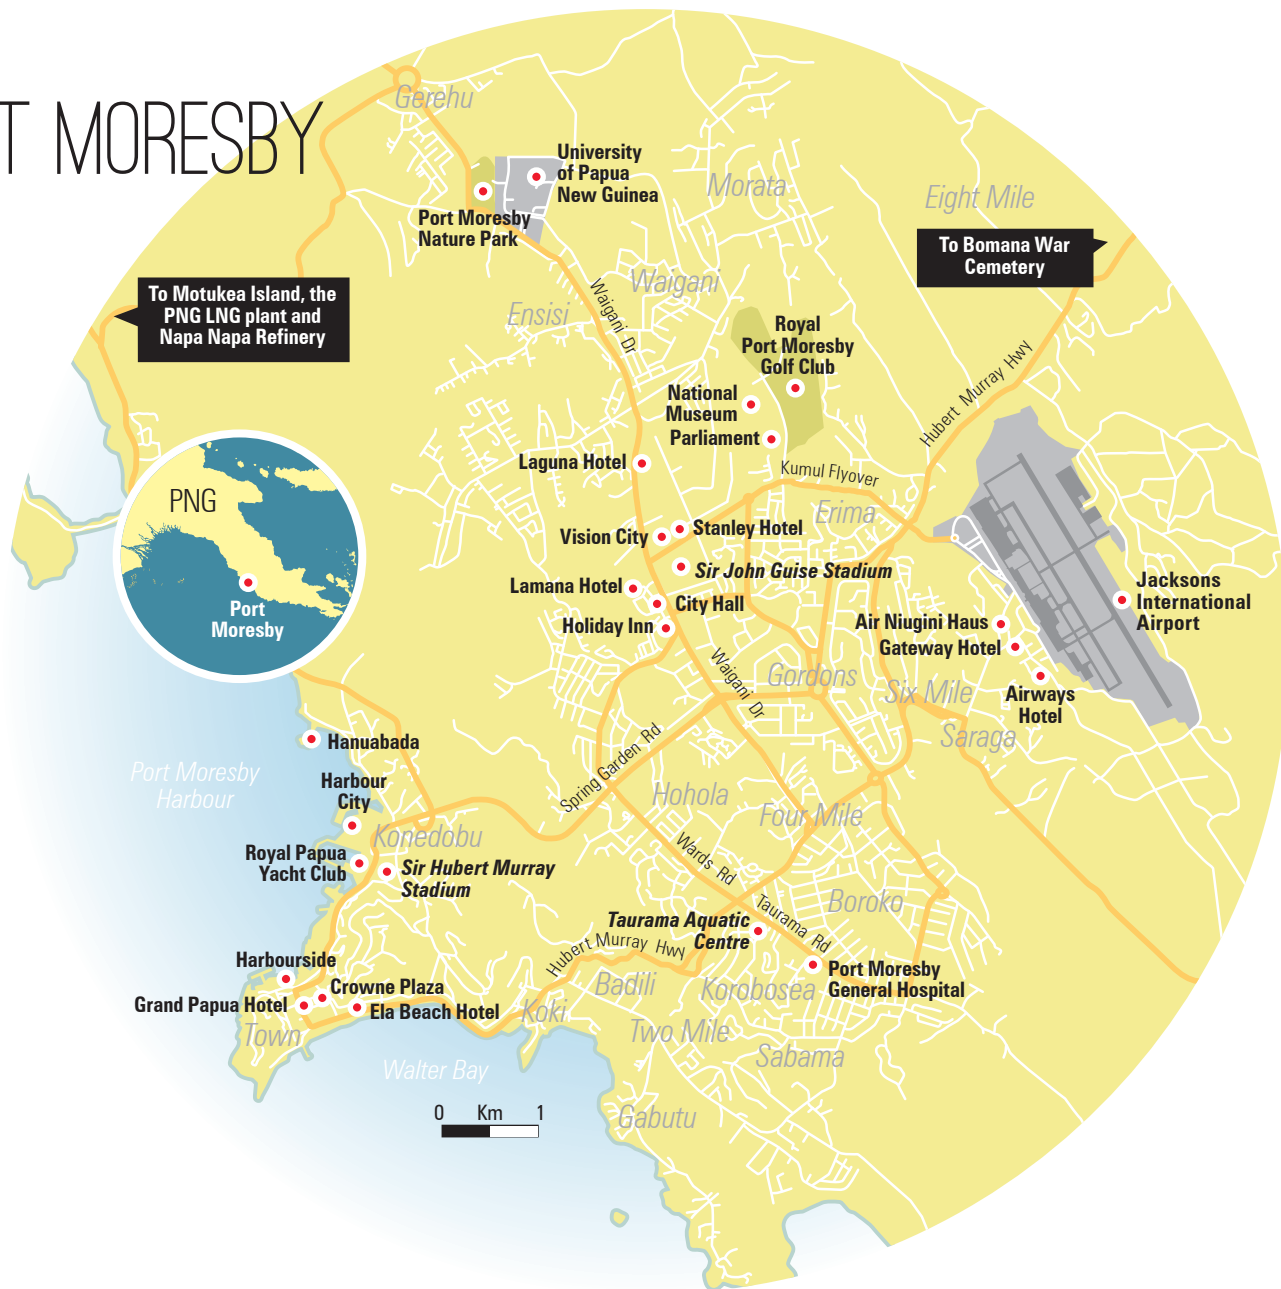 T MORESBY
Gerehu
University
of Papua
New Guinea
Port Moresby
Nature Park
Morata
Eight Mile
To Bomana War
Cemetery
Waigani
Ensisi
Waigani Dr
To Motukea Island, the
PNG LNG plant and
Napa Napa Refinery
Royal
Port Moresby
Golf Club
National
Museum
Parliament
Hubert Murray Hwy
Laguna Hotel
Kumul Flyover
Erima
PNG
Port
Moresby
Vision City
Stanley Hotel
Sir John Guise Stadium
Lamana Hotel
City Hall
Holiday Inn
Jacksons
International
Airport
Air Niugini Haus
Gateway Hotel
Airways
Hotel
Waigani Dr
Gordons
Six Mile
Saraga
Hanuabada
Port Moresby
Harbour
Harbour
City
Spring Garden Rd
Hohola
Four Mile
Konedobu
Royal Papua
Yacht Club
Sir Hubert Murray
Stadium
Wards Rd
Boroko
Taurama Aquatic
Centre
Taurama Rd
Hubert Murray Hwy
Port Moresby
General Hospital
Harbourside
Crowne Plaza
Grand Papua Hotel
Ela Beach Hotel
Town
Koki
Badili
Korobosea
Two Mile
Sabama
Walter Bay
Gabutu
0 Km 1